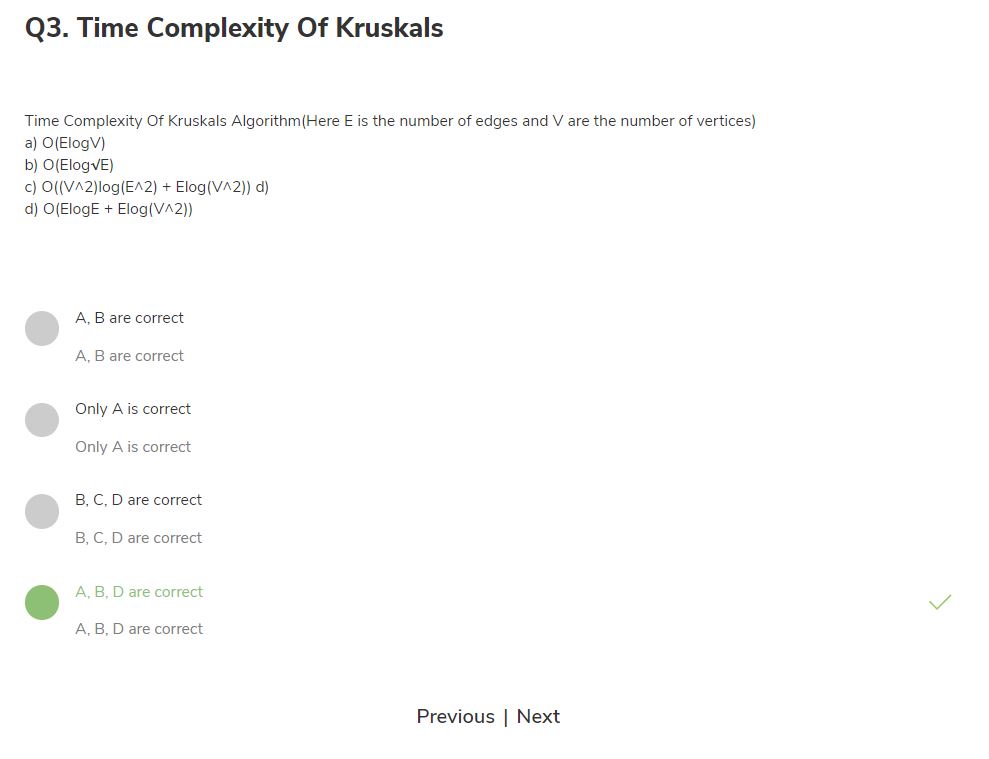 Q3. Time Complexity Of Kruskals
Time Complexity Of Kruskals Algorithm(Here E is the number of edges and V are the number of vertices)
a) O(ElogV)
b) O(Elog√E)
c) O((V^2)log(E^2) + Elog(V^2)) d)
d) O(ElogE + Elog(V^2))
A, B are correct
A, B are correct
Only A is correct
Only A is correct
B, C, D are correct
B, C, D are correct
A, B, D are correct
A, B, D are correct
Previous | Next